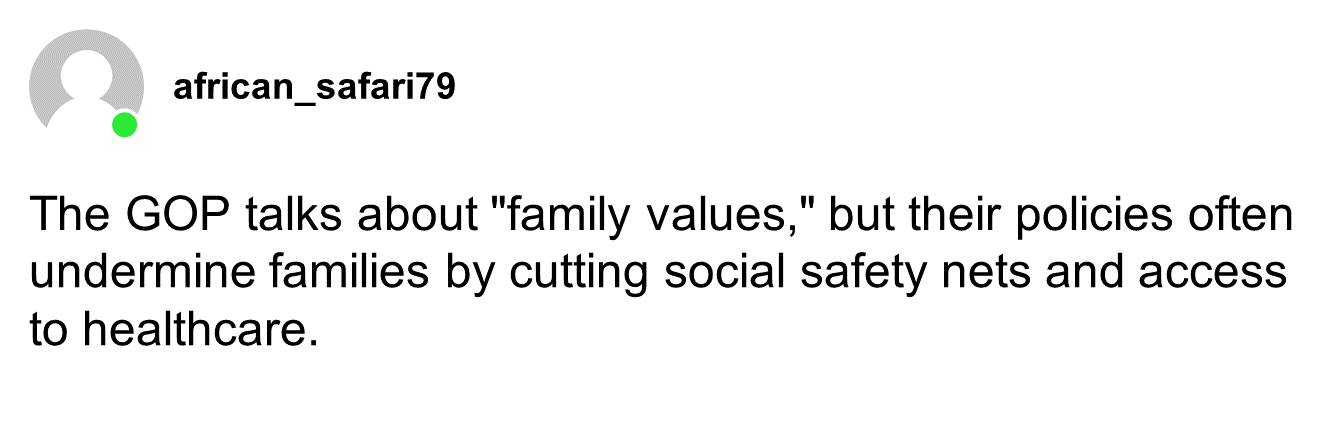 african_safari79
The GOP talks about "family values," but their policies often
undermine families by cutting social safety nets and access
to healthcare.